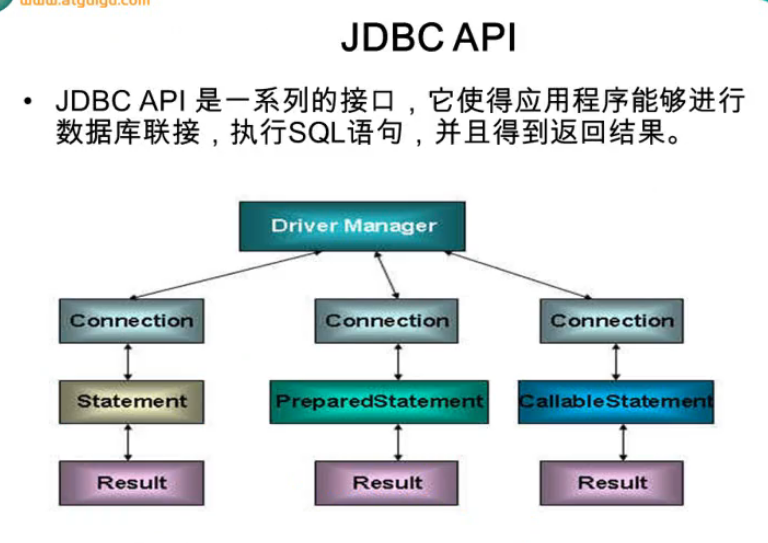 www.atguigu.com
JDBC API
• JDBC API 是一系列的接口，它使得应用程序能够进行
数据库联接，执行SQL语句，并且得到返回结果。
Driver Manager
Connection Connection Connection
Statement PreparedStatement CallableStatement
Result Result Result